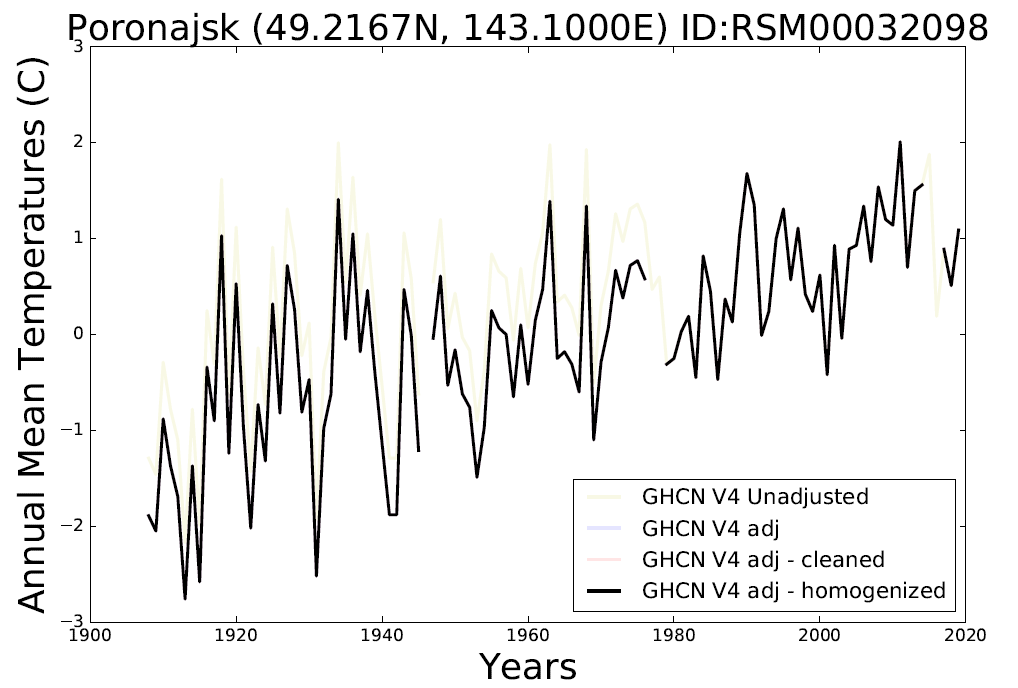 Poronajsk (49.2167N, 143.1000E) ID:RSM00032098
Annual Mean Temperatures (C)
3
2
1
0
−1
−2
−3
GHCN V4 Unadjusted
GHCN V4 adj
GHCN V4 adj - cleaned
GHCN V4 adj - homogenized
1900 1920 1940 1960 1980 2000 2020
Years